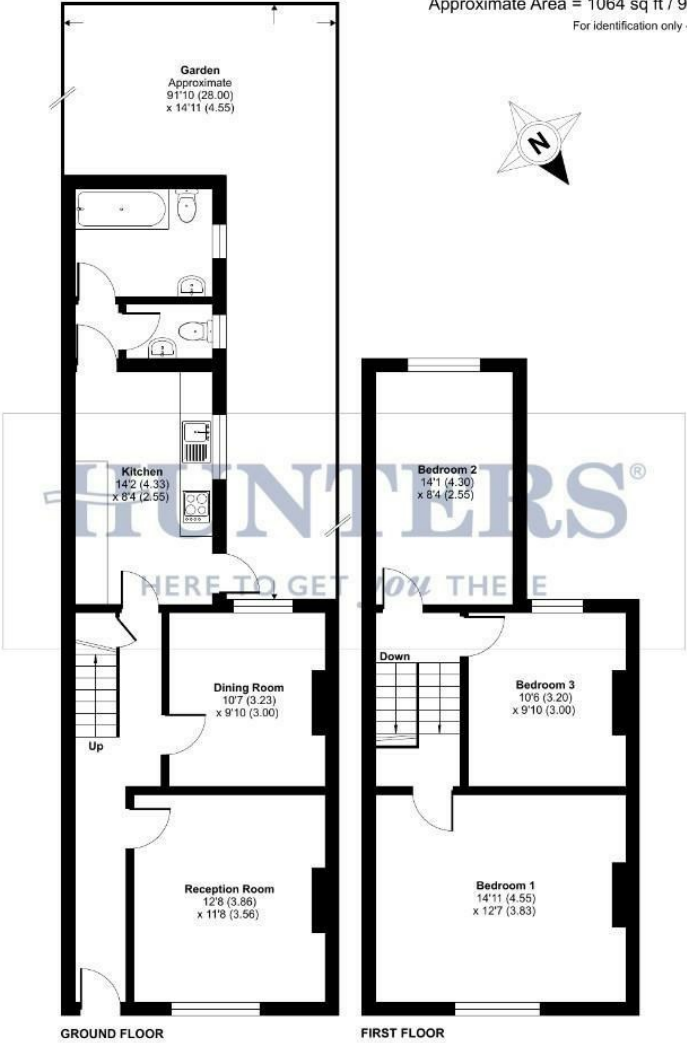 Approximate Area = 1064 sq ft / 9
For identification only -
Garden
Approximate
91'10 (28.00)
x 14'11 (4.55)
N
Kitchen
14'2 (4.33)
x 8'4 (2.55)
Bedroom 2
14'1 (4.30)
x 8'4 (2.55)
HUNTERS®
HERE TO GET you THERE
Dining Room
10'7 (3.23)
x 9'10 (3.00)
Up
Down
Bedroom 3
10'6 (3.20)
x 9'10 (3.00)
Reception Room
12'8 (3.86)
x 11'8 (3.56)
Bedroom 1
14'11 (4.55)
x 12'7 (3.83)
GROUND FLOOR
FIRST FLOOR